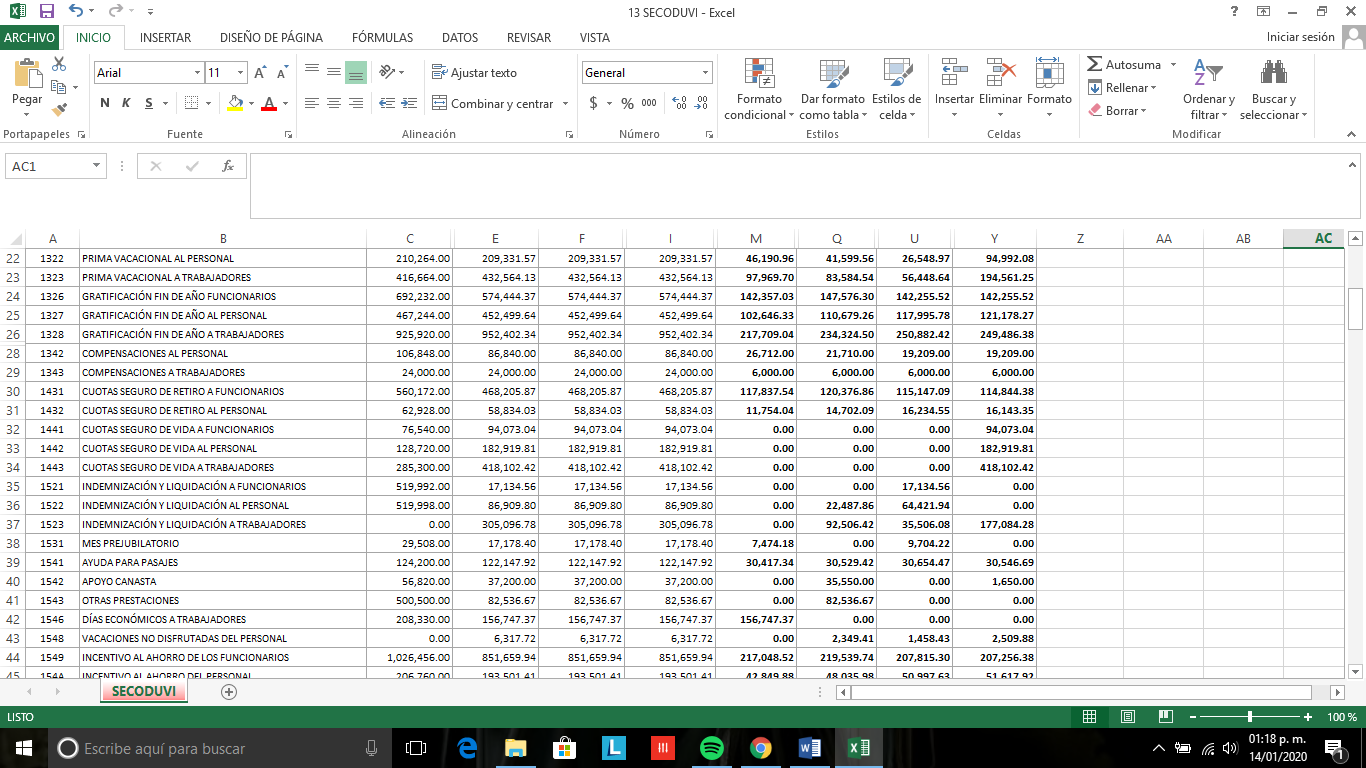 13 SECODUVI - Excel
ARCHIVO INICIO INSERTAR DISEÑO DE PÁGINA FÓRMULAS DATOS REVISAR VISTA Iniciar sesión
Pegar
Portapapeles
Arial 11
N K S
Fuente
Ajustar texto
Combinar y centrar
Alineación
General
$ % 000
Número
Formato condicional
Dar formato como tabla
Estilos de celda
Estilos
Insertar Eliminar Formato
Celdas
Autosuma
Rellenar
Borrar
Ordenar y filtrar
Buscar y seleccionar
Modificar
AC1
A B C E F I M Q U Y Z AA AB AC
22 1322 PRIMA VACACIONAL AL PERSONAL 210,264.00 209,331.57 209,331.57 209,331.57 46,190.96 41,599.56 26,548.97 94,992.08
23 1323 PRIMA VACACIONAL A TRABAJADORES 416,664.00 432,564.13 432,564.13 432,564.13 97,969.70 83,584.54 56,448.64 194,561.25
24 1326 GRATIFICACIÓN FIN DE AÑO FUNCIONARIOS 692,232.00 574,444.37 574,444.37 574,444.37 142,357.03 147,576.30 142,255.52 142,255.52
25 1327 GRATIFICACIÓN FIN DE AÑO AL PERSONAL 467,244.00 452,499.64 452,499.64 452,499.64 102,646.33 110,679.26 117,995.78 121,178.27
26 1328 GRATIFICACIÓN FIN DE AÑO A TRABAJADORES 925,920.00 952,402.34 952,402.34 952,402.34 217,709.04 234,324.50 250,882.42 249,486.38
28 1342 COMPENSACIONES AL PERSONAL 106,848.00 86,840.00 86,840.00 86,840.00 26,712.00 21,710.00 19,209.00 19,209.00
29 1343 COMPENSACIONES A TRABAJADORES 24,000.00 24,000.00 24,000.00 24,000.00 6,000.00 6,000.00 6,000.00 6,000.00
30 1431 CUOTAS SEGURO DE RETIRO A FUNCIONARIOS 560,172.00 468,205.87 468,205.87 468,205.87 117,837.54 120,376.86 115,147.09 114,844.38
31 1432 CUOTAS SEGURO DE RETIRO AL PERSONAL 62,928.00 58,834.03 58,834.03 58,834.03 11,754.04 14,702.09 16,234.55 16,143.35
32 1441 CUOTAS SEGURO DE VIDA A FUNCIONARIOS 76,540.00 94,073.04 94,073.04 94,073.04 0.00 0.00 0.00 94,073.04
33 1442 CUOTAS SEGURO DE VIDA AL PERSONAL 128,720.00 182,919.81 182,919.81 182,919.81 0.00 0.00 0.00 182,919.81
34 1443 CUOTAS SEGURO DE VIDA A TRABAJADORES 285,300.00 418,102.42 418,102.42 418,102.42 0.00 0.00 0.00 418,102.42
35 1521 INDEMNIZACIÓN Y LIQUIDACIÓN A FUNCIONARIOS 519,992.00 17,134.56 17,134.56 17,134.56 0.00 0.00 17,134.56 0.00
36 1522 INDEMNIZACIÓN Y LIQUIDACIÓN AL PERSONAL 519,998.00 86,909.80 86,909.80 86,909.80 0.00 22,487.86 64,421.94 0.00
37 1523 INDEMNIZACIÓN Y LIQUIDACIÓN A TRABAJADORES 0.00 305,096.78 305,096.78 305,096.78 0.00 92,506.42 35,506.08 177,084.28
38 1531 MES PREJUBILATORIO 29,508.00 17,178.40 17,178.40 17,178.40 7,474.18 0.00 9,704.22 0.00
39 1541 AYUDA PARA PASAJES 124,200.00 122,147.92 122,147.92 122,147.92 30,417.34 30,529.42 30,654.47 30,546.69
40 1542 APOYO CANASTA 56,820.00 37,200.00 37,200.00 37,200.00 0.00 35,550.00 0.00 1,650.00
41 1543 OTRAS PRESTACIONES 500,500.00 82,536.67 82,536.67 82,536.67 0.00 82,536.67 0.00 0.00
42 1546 DÍAS ECONÓMICOS A TRABAJADORES 208,330.00 156,747.37 156,747.37 156,747.37 156,747.37 0.00 0.00 0.00
43 1548 VACACIONES NO DISFRUTADAS DEL PERSONAL 0.00 6,317.72 6,317.72 6,317.72 0.00 2,349.41 1,458.43 2,509.88
44 1549 INCENTIVO AL AHORRO DE LOS FUNCIONARIOS 1,026,456.00 851,659.94 851,659.94 851,659.94 217,048.52 219,539.74 207,815.30 207,256.38
45 154A INCENTIVO AL AHORRO DEL PERSONAL 206,760.00 193,501.41 193,501.41 193,501.41 42,849.88 48,035.98 50,997.63 51,617.92
SECODUVI
LISTO 100 %
Escribe aquí para buscar
01:18 p. m.
14/01/2020